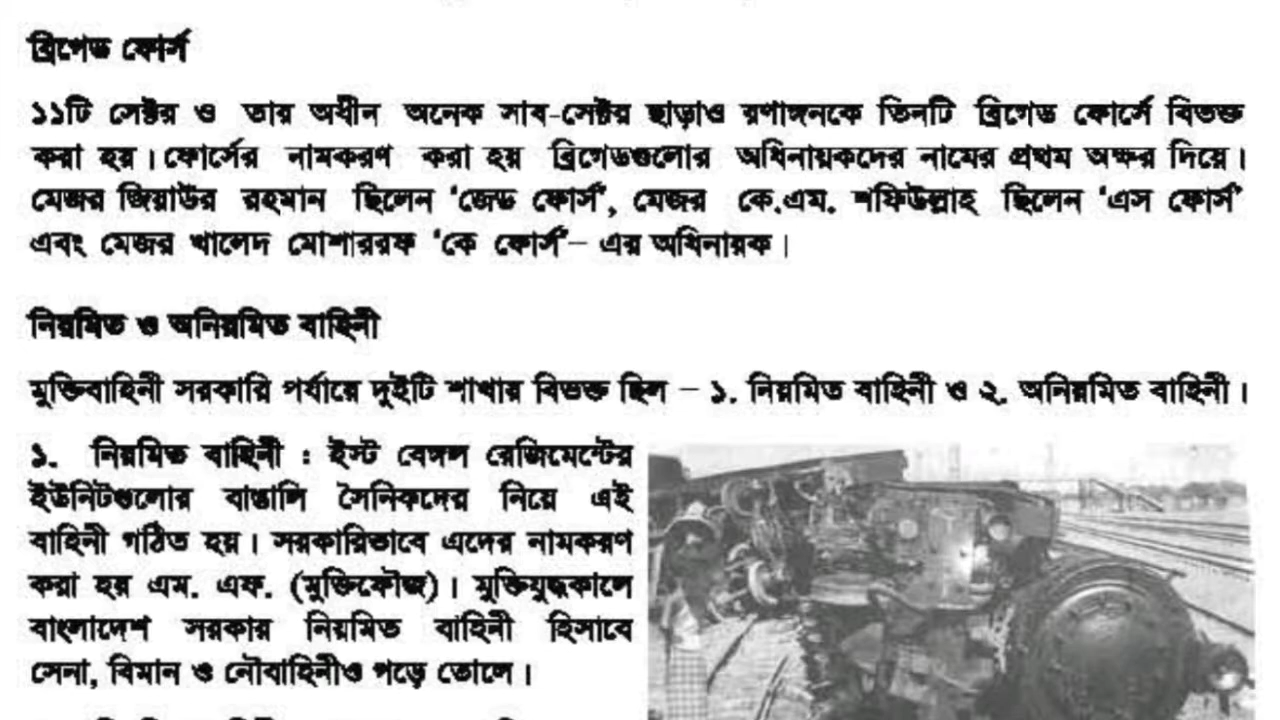 ব্রিগেড ফোর্স
১১টি সেক্টর ও তার অধীন অনেক সাব-সেক্টর ছাড়াও রণাঙ্গনকে তিনটি ব্রিগেড ফোর্সে বিভক্ত
করা হয়। ফোর্সের নামকরণ করা হয় ব্রিগেডগুলোর অধিনায়কদের নামের প্রথম অক্ষর দিয়ে।
মেজর জিয়াউর রহমান ছিলেন ‘জেড ফোর্স’, মেজর কে.এম. শফিউল্লাহ ছিলেন ‘এস ফোর্স’
এবং মেজর খালেদ মোশাররফ ‘কে ফোর্স’– এর অধিনায়ক।
নিয়মিত ও অনিয়মিত বাহিনী
মুক্তিবাহিনী সরকারি পর্যায়ে দুইটি শাখায় বিভক্ত ছিল – ১. নিয়মিত বাহিনী ও ২. অনিয়মিত বাহিনী।
১. নিয়মিত বাহিনী : ইস্ট বেঙ্গল রেজিমেন্টের
ইউনিটগুলোর বাঙালি সৈনিকদের নিয়ে এই
বাহিনী গঠিত হয়। সরকারিভাবে এদের নামকরণ
করা হয় এম. এফ. (মুক্তিফৌজ)। মুক্তিযুদ্ধকালে
বাংলাদেশ সরকার নিয়মিত বাহিনী হিসাবে
সেনা, বিমান ও নৌবাহিনীও গড়ে তোলে।